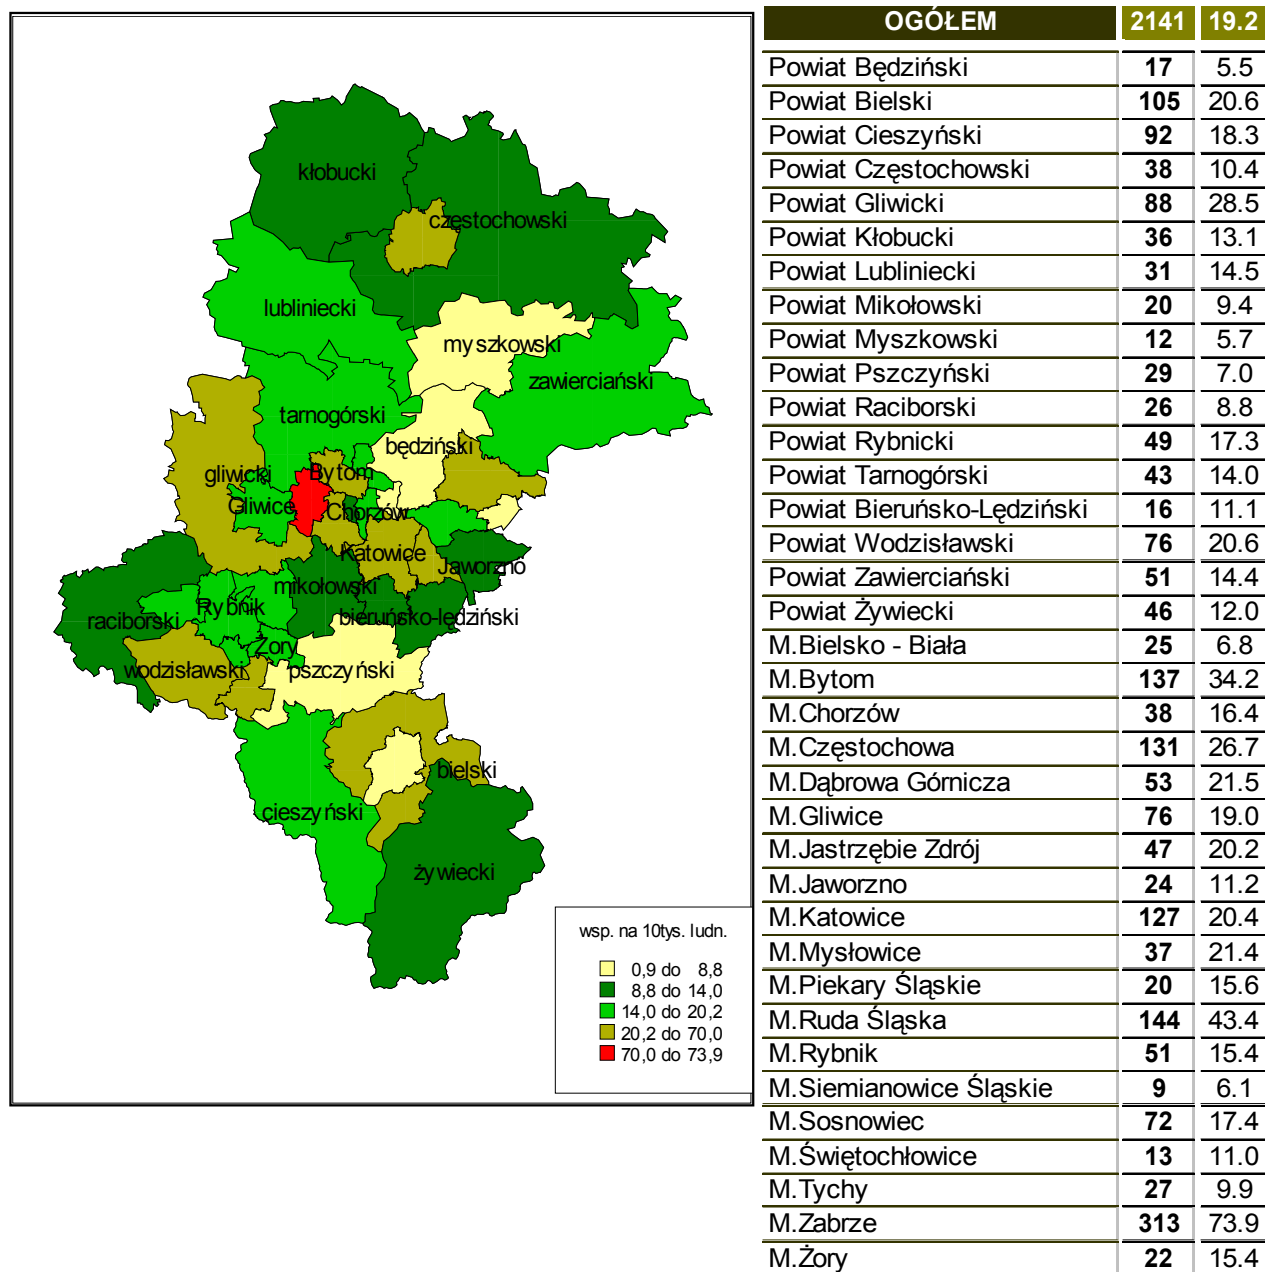 kłobucki
częstochowski
lubliniecki
myszkowski
zawierciański
tarnogórski
będziński
gliwicki
Bytom
Gliwice
Chorzów
Katowice
Jaworzno
mikołowski
Rybnik
raciborski
bieruńsko-lędziński
Żory
wodzisławski
pszczyński
bielski
cieszyński
żywiecki
wsp. na 10tys. ludn.
0,9 do 8,8
8,8 do 14,0
14,0 do 20,2
20,2 do 70,0
70,0 do 73,9
OGÓŁEM 2141 19.2
Powiat Będziński 17 5.5
Powiat Bielski 105 20.6
Powiat Cieszyński 92 18.3
Powiat Częstochowski 38 10.4
Powiat Gliwicki 88 28.5
Powiat Kłobucki 36 13.1
Powiat Lubliniecki 31 14.5
Powiat Mikołowski 20 9.4
Powiat Myszkowski 12 5.7
Powiat Pszczyński 29 7.0
Powiat Raciborski 26 8.8
Powiat Rybnicki 49 17.3
Powiat Tarnogórski 43 14.0
Powiat Bieruńsko-Lędziński 16 11.1
Powiat Wodzisławski 76 20.6
Powiat Zawierciański 51 14.4
Powiat Żywiecki 46 12.0
M.Bielsko - Biała 25 6.8
M.Bytom 137 34.2
M.Chorzów 38 16.4
M.Częstochowa 131 26.7
M.Dąbrowa Górnicza 53 21.5
M.Gliwice 76 19.0
M.Jastrzębie Zdrój 47 20.2
M.Jaworzno 24 11.2
M.Katowice 127 20.4
M.Mysłowice 37 21.4
M.Piekary Śląskie 20 15.6
M.Ruda Śląska 144 43.4
M.Rybnik 51 15.4
M.Siemianowice Śląskie 9 6.1
M.Sosnowiec 72 17.4
M.Świętochłowice 13 11.0
M.Tychy 27 9.9
M.Zabrze 313 73.9
M.Żory 22 15.4